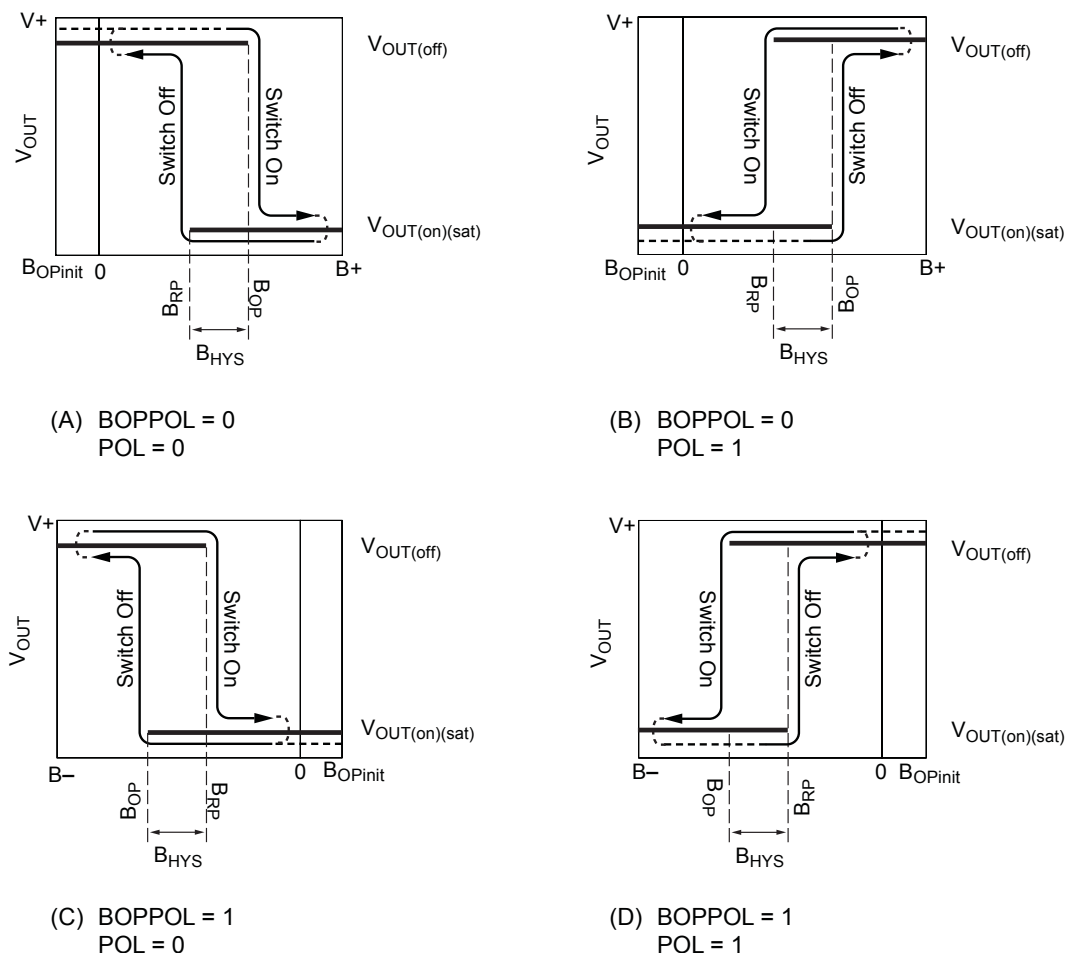 V+
VOUT(off)
VOUT
Switch Off
Switch On
VOUT(on)(sat)
BOPinit
0
B+
BRP
BOP
BHYS
(A) BOPPOL = 0
POL = 0
V+
VOUT(off)
VOUT
Switch On
Switch Off
VOUT(on)(sat)
BOPinit
0
B+
BRP
BOP
BHYS
(B) BOPPOL = 0
POL = 1
V+
VOUT(off)
VOUT
Switch Off
Switch On
VOUT(on)(sat)
B–
0
BOPinit
BOP
BRP
BHYS
(C) BOPPOL = 1
POL = 0
V+
VOUT(off)
VOUT
Switch On
Switch Off
VOUT(on)(sat)
B–
0
BOPinit
BOP
BRP
BHYS
(D) BOPPOL = 1
POL = 1